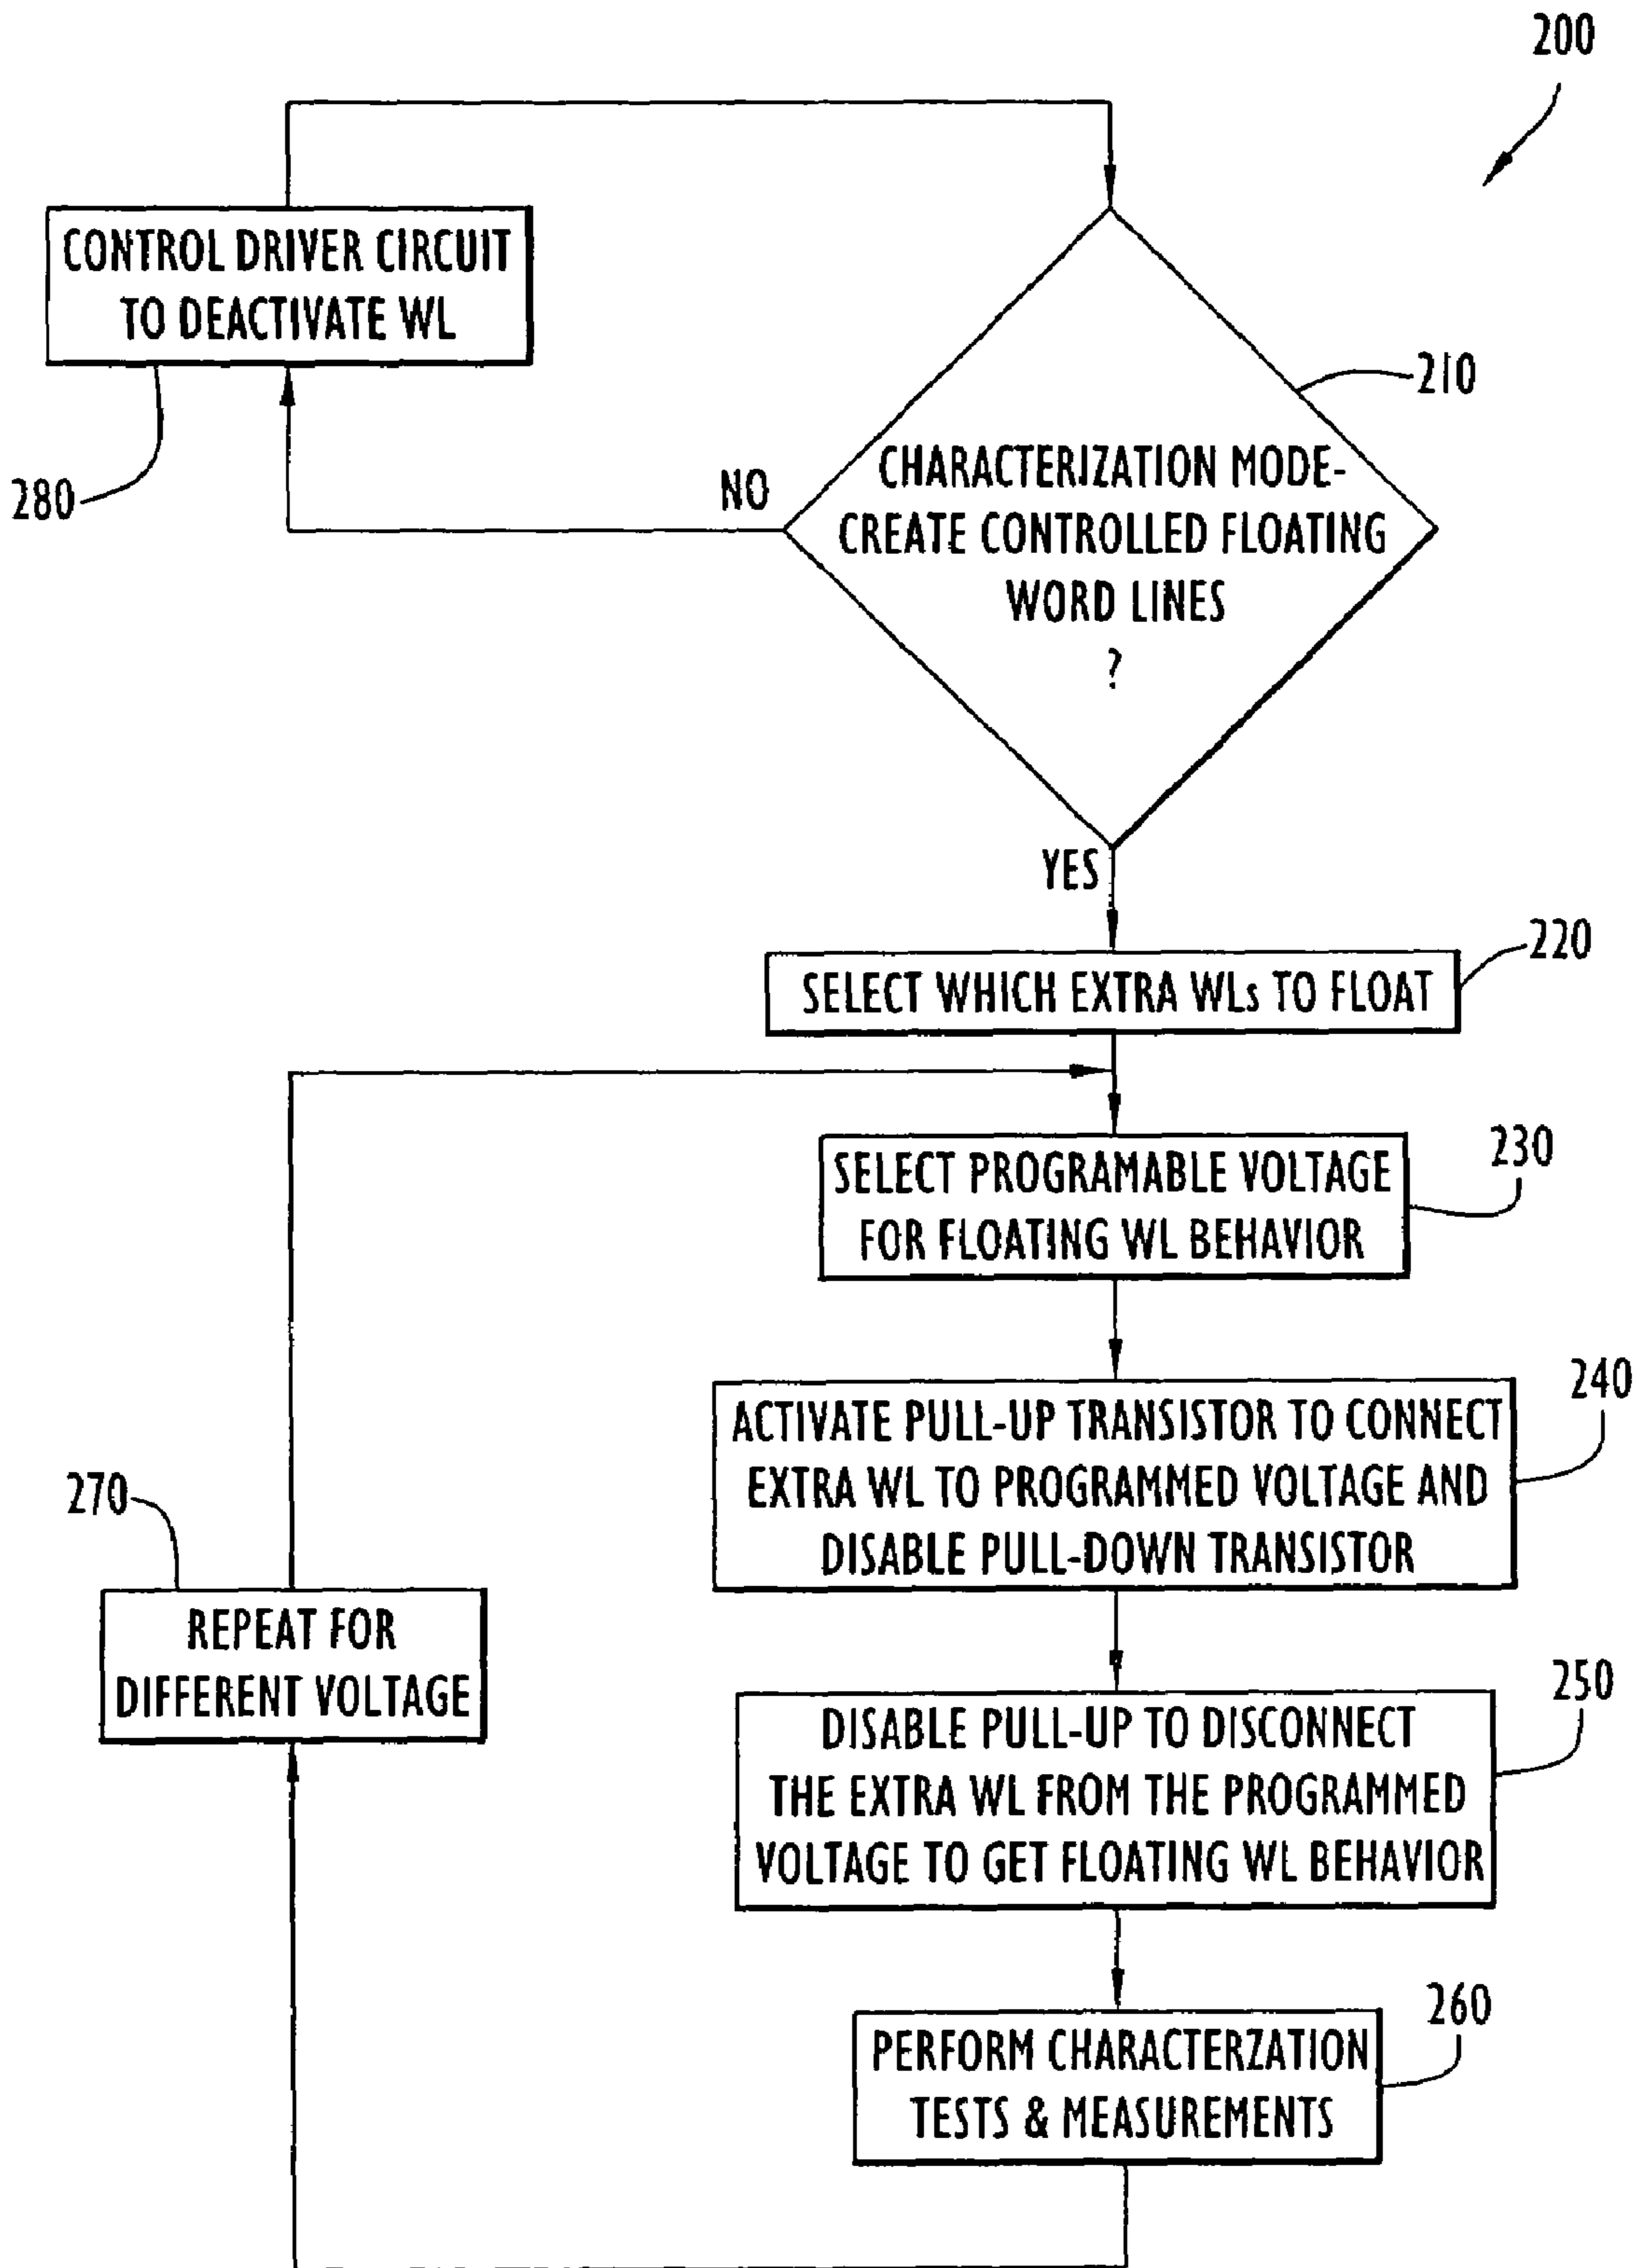 200
CONTROL DRIVER CIRCUIT
TO DEACTIVATE WL
280
210
CHARACTERIZATION MODE-
CREATE CONTROLLED FLOATING
WORD LINES
?
NO
YES
220
SELECT WHICH EXTRA WLs TO FLOAT
230
SELECT PROGRAMABLE VOLTAGE
FOR FLOATING WL BEHAVIOR
240
ACTIVATE PULL-UP TRANSISTOR TO CONNECT
EXTRA WL TO PROGRAMMED VOLTAGE AND
DISABLE PULL-DOWN TRANSISTOR
270
REPEAT FOR
DIFFERENT VOLTAGE
250
DISABLE PULL-UP TO DISCONNECT
THE EXTRA WL FROM THE PROGRAMMED
VOLTAGE TO GET FLOATING WL BEHAVIOR
260
PERFORM CHARACTERZATION
TESTS & MEASUREMENTS